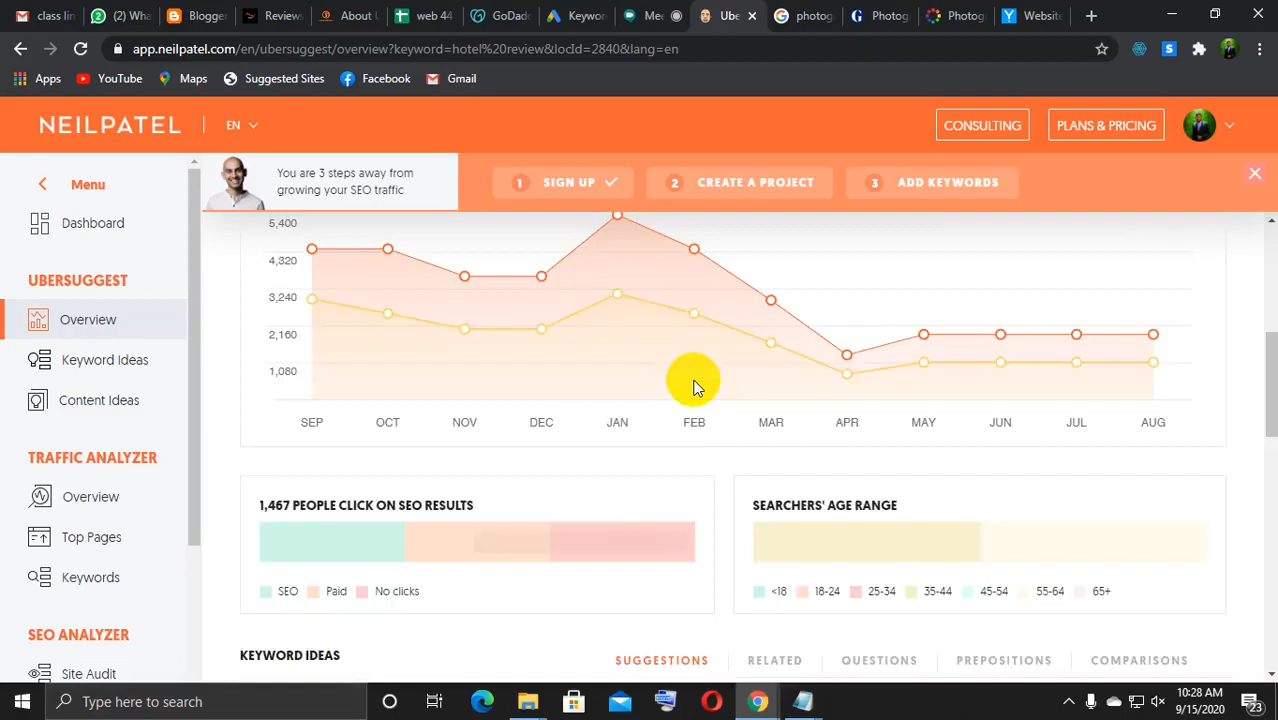 class lin
(2) Wha
Blogger
Reviews
About U
web 44
GoDad
Keywor
Mee
Ube
photog
Photog
Photog
Website
app.neilpatel.com/en/ubersuggest/overview?keyword=hotel%20review&locId=2840&lang=en
Apps
YouTube
Maps
Suggested Sites
Facebook
Gmail
NEILPATEL
EN
CONSULTING
PLANS & PRICING
Menu
You are 3 steps away from
growing your SEO traffic
1 SIGN UP
2 CREATE A PROJECT
3 ADD KEYWORDS
Dashboard
UBERSUGGEST
Overview
Keyword Ideas
Content Ideas
TRAFFIC ANALYZER
Overview
Top Pages
Keywords
SEO ANALYZER
Site Audit
5,400
4,320
3,240
2,160
1,080
SEP OCT NOV DEC JAN FEB MAR APR MAY JUN JUL AUG
1,467 PEOPLE CLICK ON SEO RESULTS
SEO Paid No clicks
SEARCHERS' AGE RANGE
<18 18-24 25-34 35-44 45-54 55-64 65+
KEYWORD IDEAS
SUGGESTIONS RELATED QUESTIONS PREPOSITIONS COMPARISONS
Type here to search
10:28 AM
9/15/2020
23